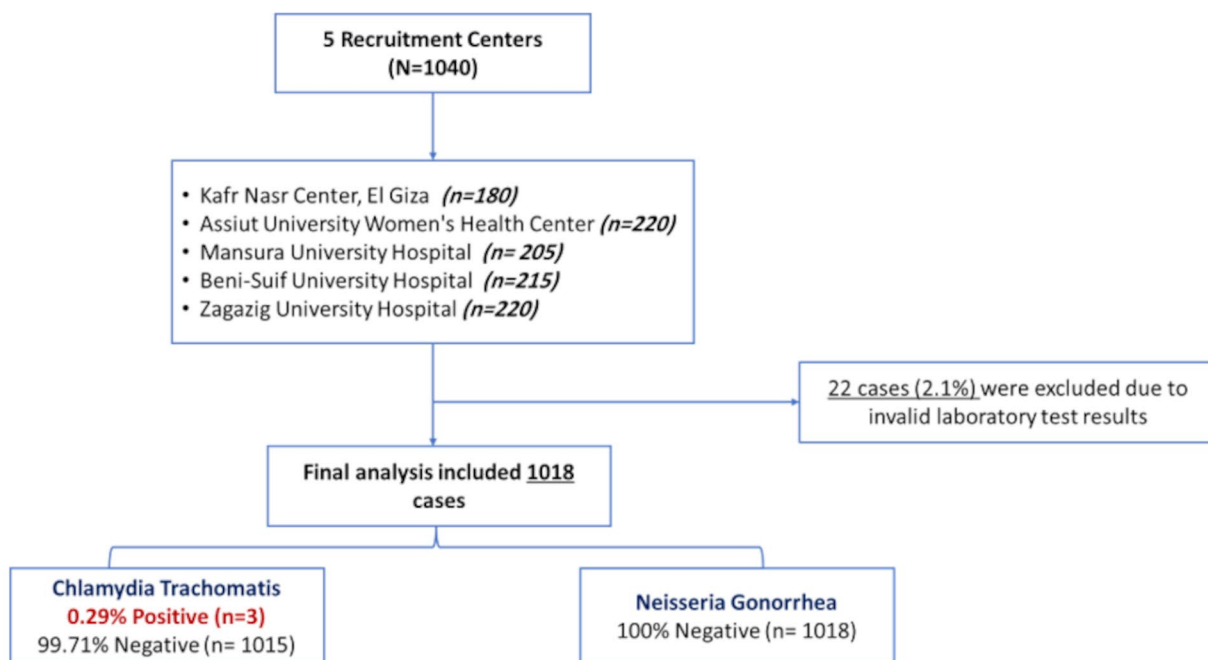 5 Recruitment Centers
(N=1040)
• Kafr Nasr Center, El Giza (n=180)
• Assiut University Women's Health Center (n=220)
• Mansura University Hospital (n= 205)
• Beni-Suif University Hospital (n=215)
• Zagazig University Hospital (n=220)
22 cases (2.1%) were excluded due to
invalid laboratory test results
Final analysis included 1018
cases
Chlamydia Trachomatis
0.29% Positive (n=3)
99.71% Negative (n= 1015)
Neisseria Gonorrhea
100% Negative (n= 1018)